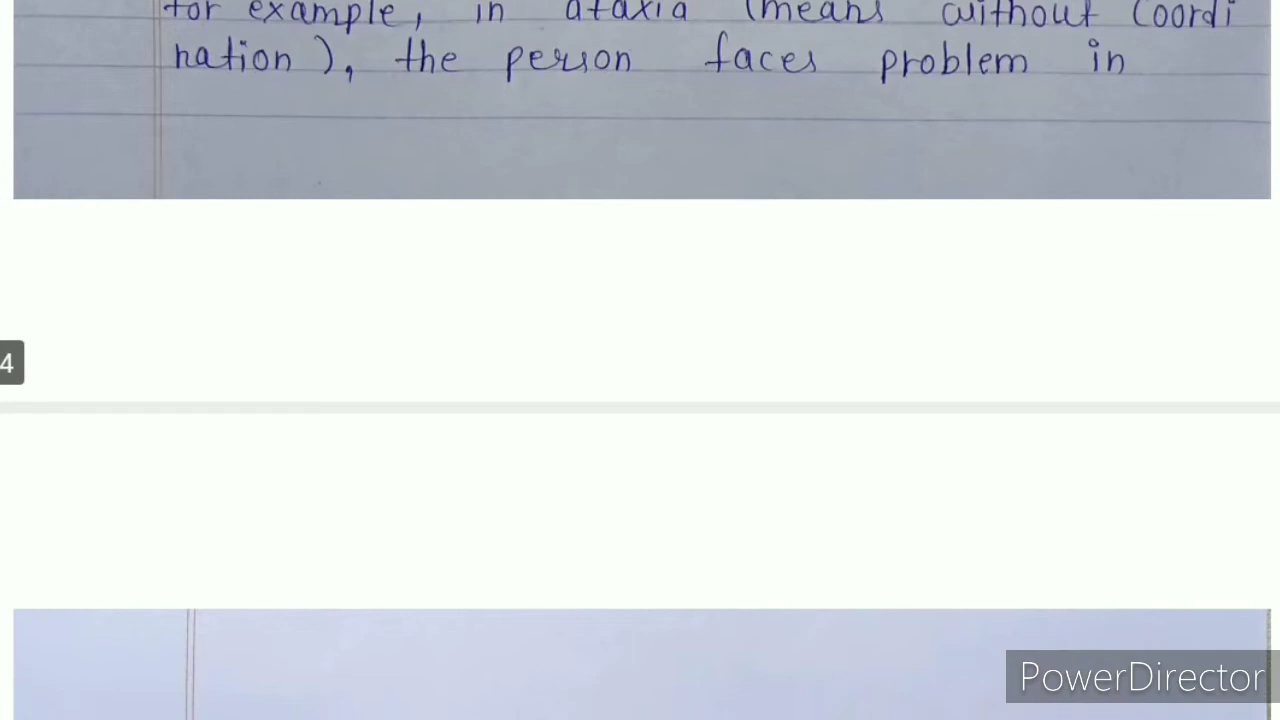 for example, in ataxia (means without Coordi
nation), the person faces problem in
4
PowerDirector